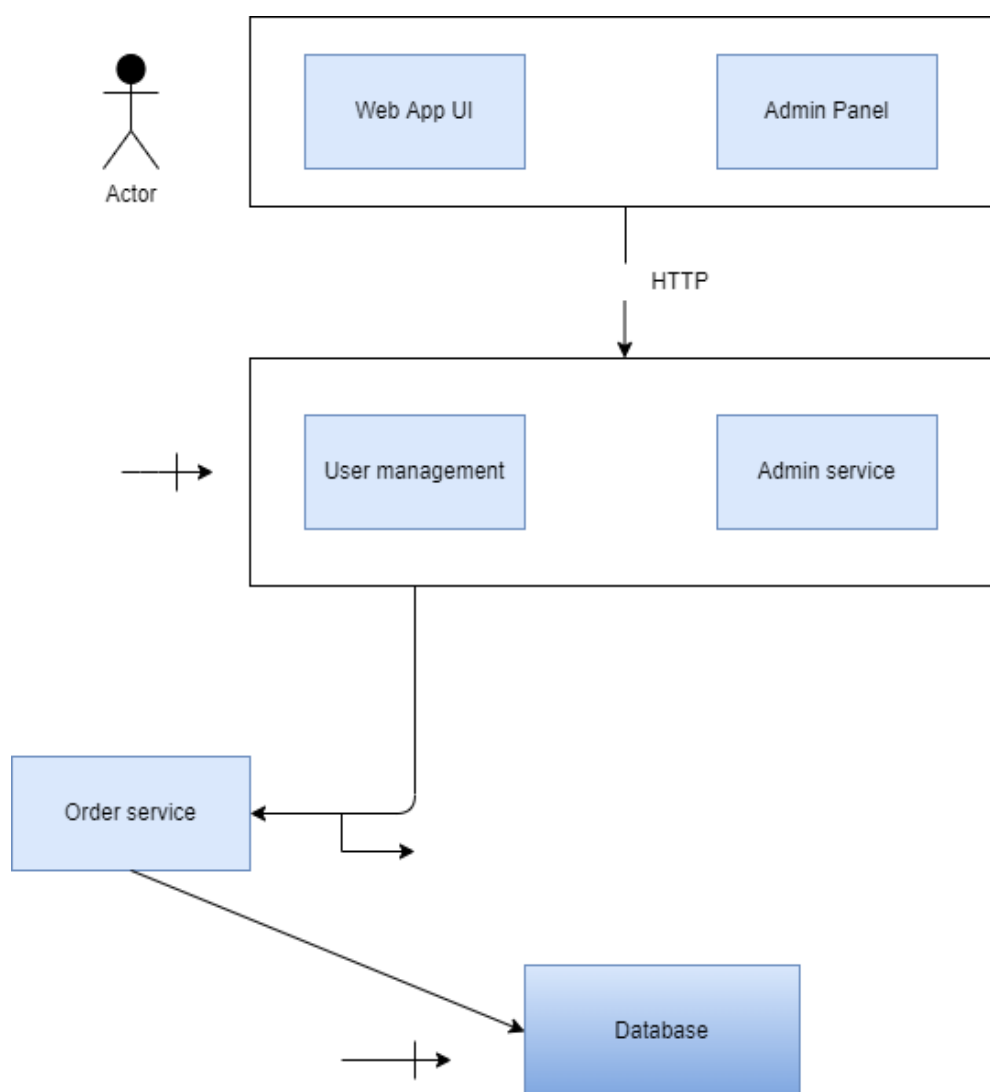 Web App UI
Admin Panel
Actor
HTTP
User management
Admin service
Order service
Database